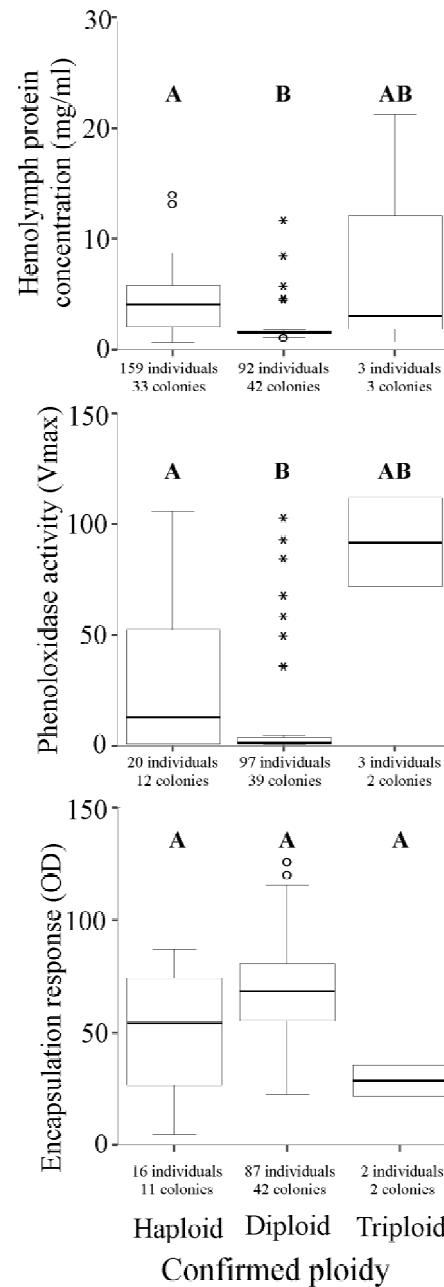 Hemolymph protein
concentration (mg/ml)
30
20
10
0
A B AB
159 individuals 92 individuals 3 individuals
33 colonies 42 colonies 3 colonies
Phenoloxidase activity (Vmax)
150
100
50
0
A B AB
20 individuals 97 individuals 3 individuals
12 colonies 39 colonies 2 colonies
Encapsulation response (OD)
150
100
50
0
A A A
16 individuals 87 individuals 2 individuals
11 colonies 42 colonies 2 colonies
Haploid Diploid Triploid
Confirmed ploidy